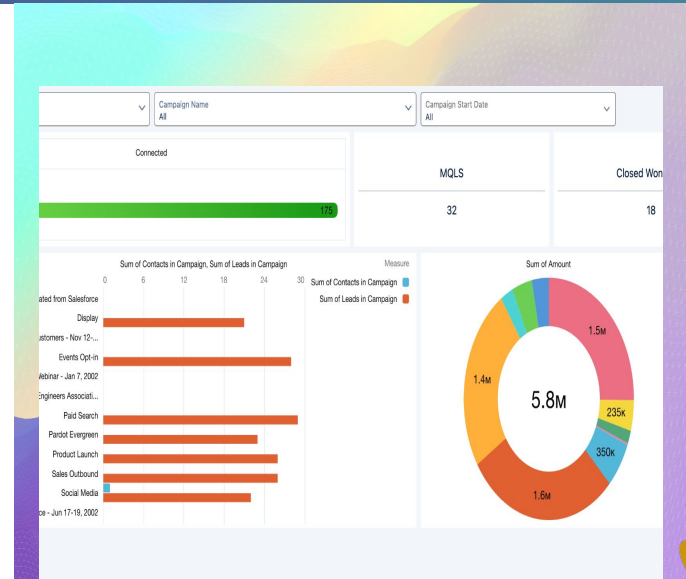 Campaign Name
All
Campaign Start Date
All
Connected
175
MQLS
32
Closed Won
18
Sum of Contacts in Campaign, Sum of Leads in Campaign
0 6 12 18 24 30
Measure
Sum of Contacts in Campaign
Sum of Leads in Campaign
ated from Salesforce
Display
ustomers - Nov 12-...
Events Opt-in
Webinar - Jan 7, 2002
Engineers Associati...
Paid Search
Pardot Evergreen
Product Launch
Sales Outbound
Social Media
ce - Jun 17-19, 2002
Sum of Amount
1.5M
1.4M
5.8M
235K
350K
1.6M